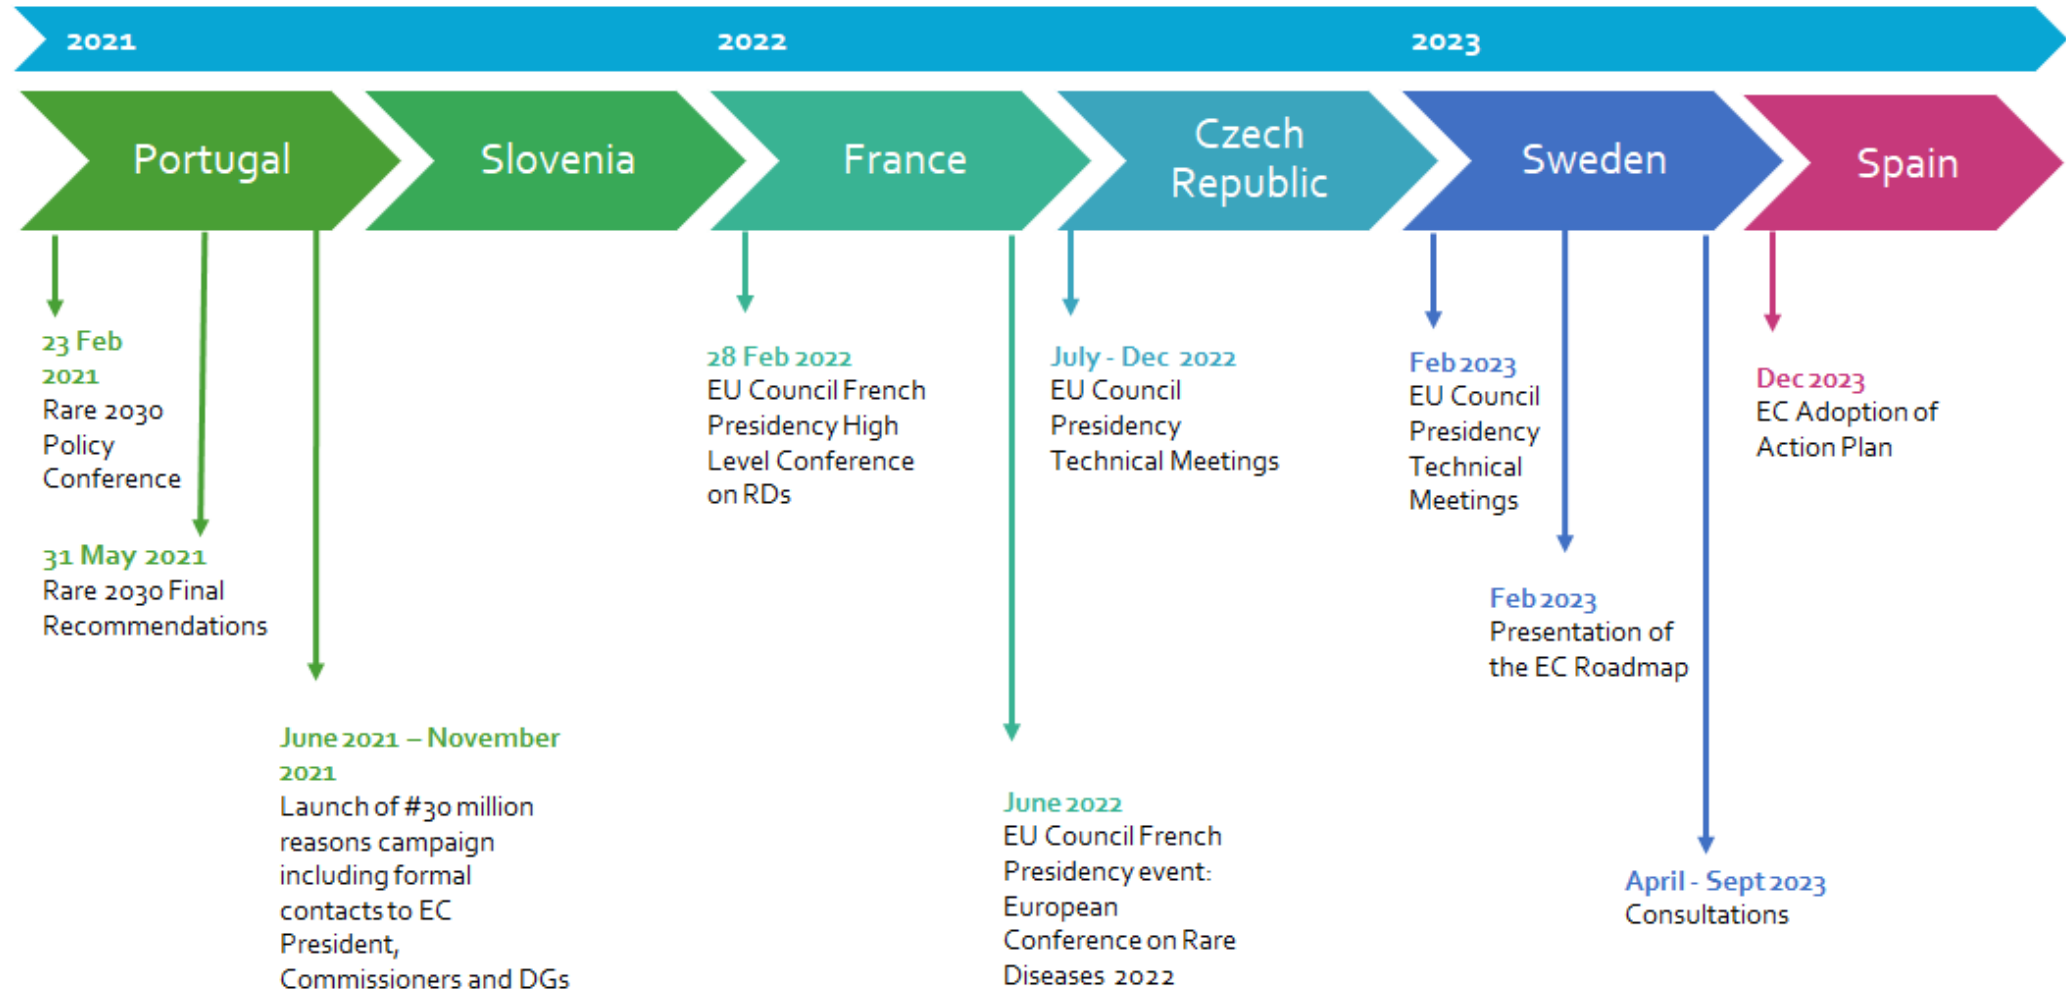 2021
2022
2023
Portugal
Slovenia
France
Czech
Republic
Sweden
Spain
23 Feb
2021
Rare 2030
Policy
Conference
31 May 2021
Rare 2030 Final
Recommendations
June 2021 – November
2021
Launch of #30 million
reasons campaign
including formal
contacts to EC
President,
Commissioners and DGs
28 Feb 2022
EU Council French
Presidency High
Level Conference
on RDs
June 2022
EU Council French
Presidency event:
European
Conference on Rare
Diseases 2022
July - Dec 2022
EU Council
Presidency
Technical Meetings
Feb 2023
EU Council
Presidency
Technical
Meetings
Feb 2023
Presentation of
the EC Roadmap
April - Sept 2023
Consultations
Dec 2023
EC Adoption of
Action Plan